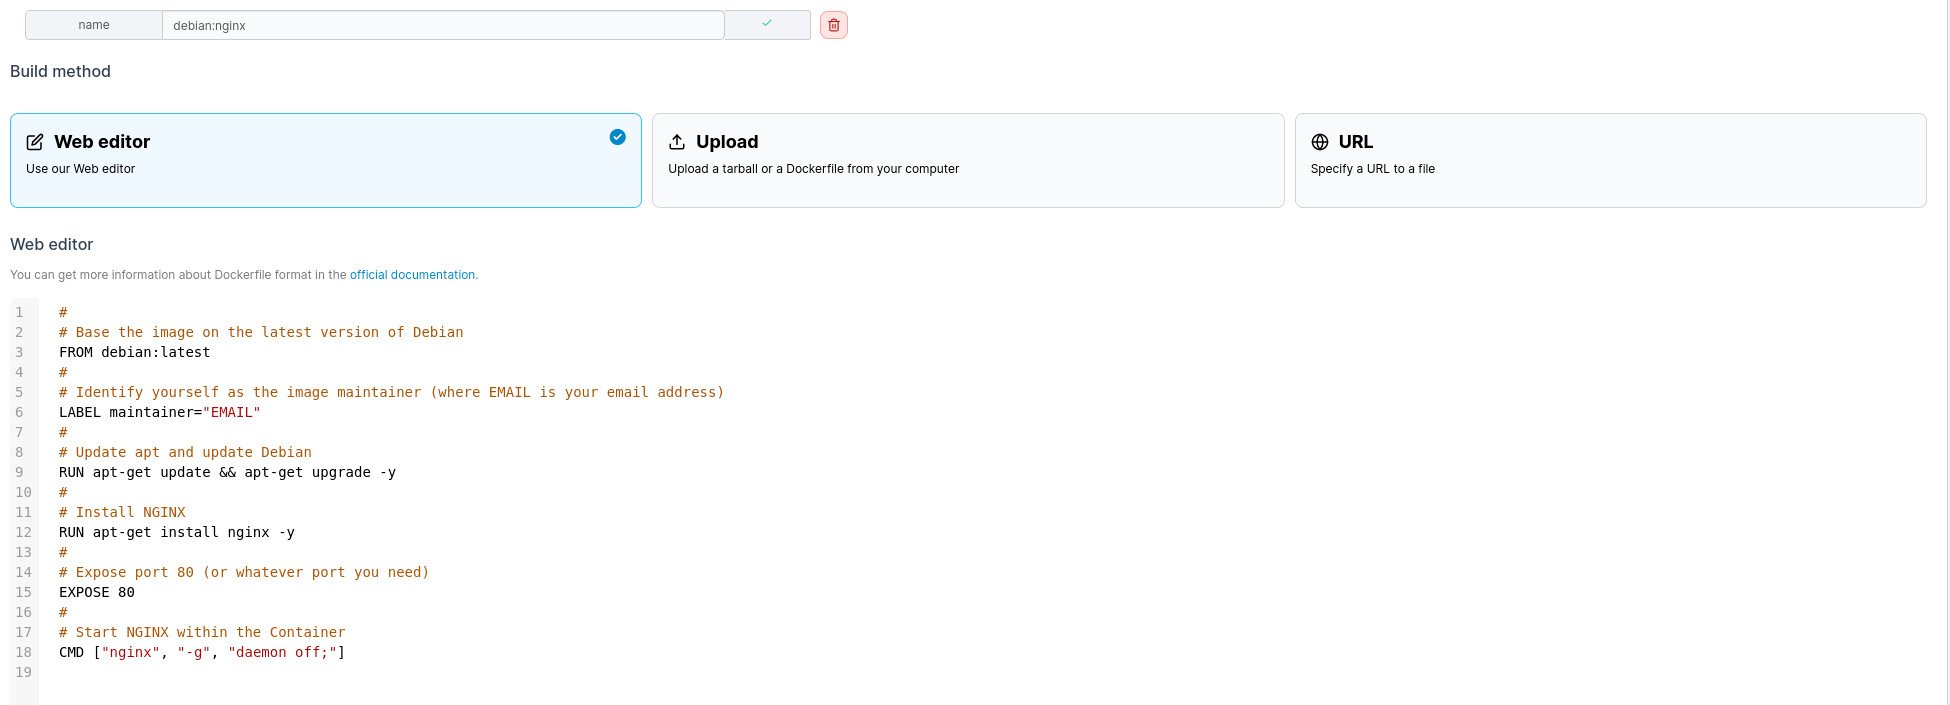 name debian:nginx
Build method
Web editor
Use our Web editor
Upload
Upload a tarball or a Dockerfile from your computer
URL
Specify a URL to a file
Web editor
You can get more information about Dockerfile format in the official documentation.
1 #
2 # Base the image on the latest version of Debian
3 FROM debian:latest
4 #
5 # Identify yourself as the image maintainer (where EMAIL is your email address)
6 LABEL maintainer="EMAIL"
7 #
8 # Update apt and update Debian
9 RUN apt-get update && apt-get upgrade -y
10 #
11 # Install NGINX
12 RUN apt-get install nginx -y
13 #
14 # Expose port 80 (or whatever port you need)
15 EXPOSE 80
16 #
17 # Start NGINX within the Container
18 CMD ["nginx", "-g", "daemon off;"]
19